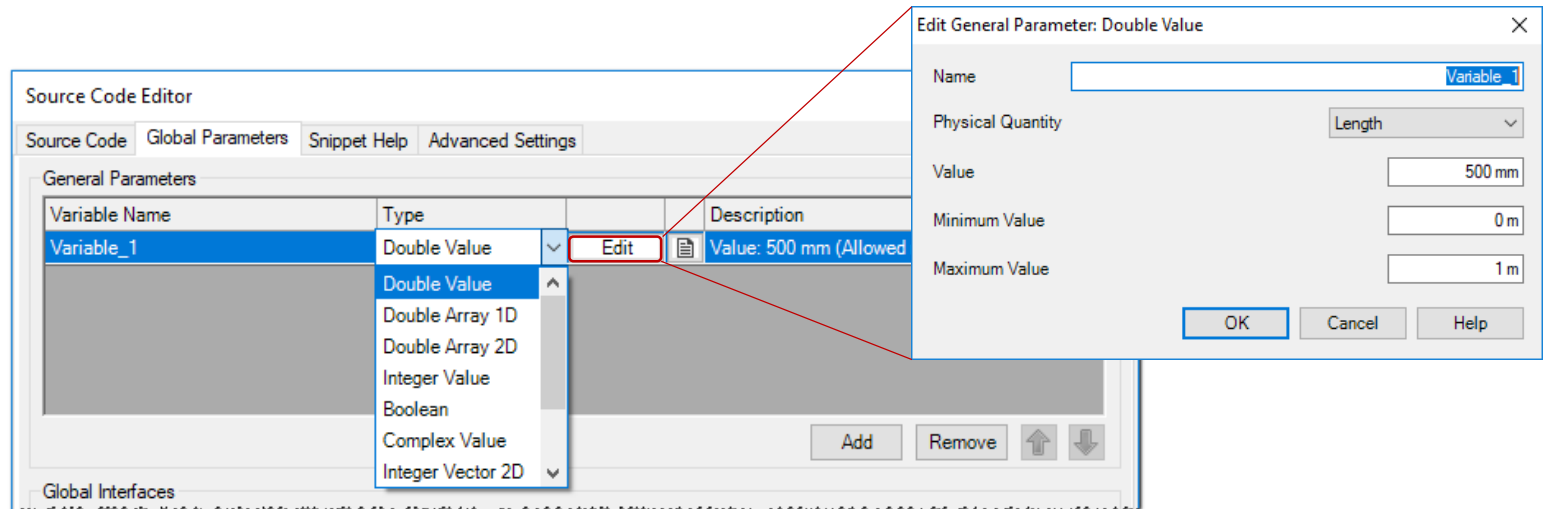 Edit General Parameter: Double Value
Name Variable_1
Physical Quantity Length
Value 500 mm
Minimum Value 0 m
Maximum Value 1 m
OK Cancel Help
Source Code Editor
Source Code Global Parameters Snippet Help Advanced Settings
General Parameters
Variable Name Type Description
Variable_1 Double Value Edit Value: 500 mm (Allowed
Double Value
Double Array 1D
Double Array 2D
Integer Value
Boolean
Complex Value
Integer Vector 2D
Add Remove
Global Interfaces